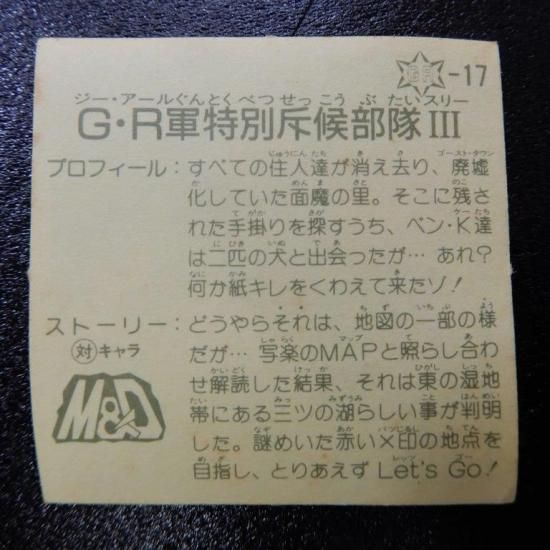 GR-17
ジー・アールぐんとくべつせっこうぶたいスリー
G・R軍特別斥候部隊III
プロフィール：すべての住人達が消え去り、廃墟
化していた面魔の里。そこに残さ
れた手掛りを探すうち、ベン・K達
は二匹の犬と出会ったが… あれ？
何か紙キレをくわえて来たゾ！
ストーリー：どうやらそれは、地図の一部の様
対キャラ だが… 写楽のMAPと照らし合わ
せ解読した結果、それは東の湿地
M&D 帯にある三ツの湖らしい事が判明
した。謎めいた赤い×印の地点を
目指し、とりあえず Let's Go！